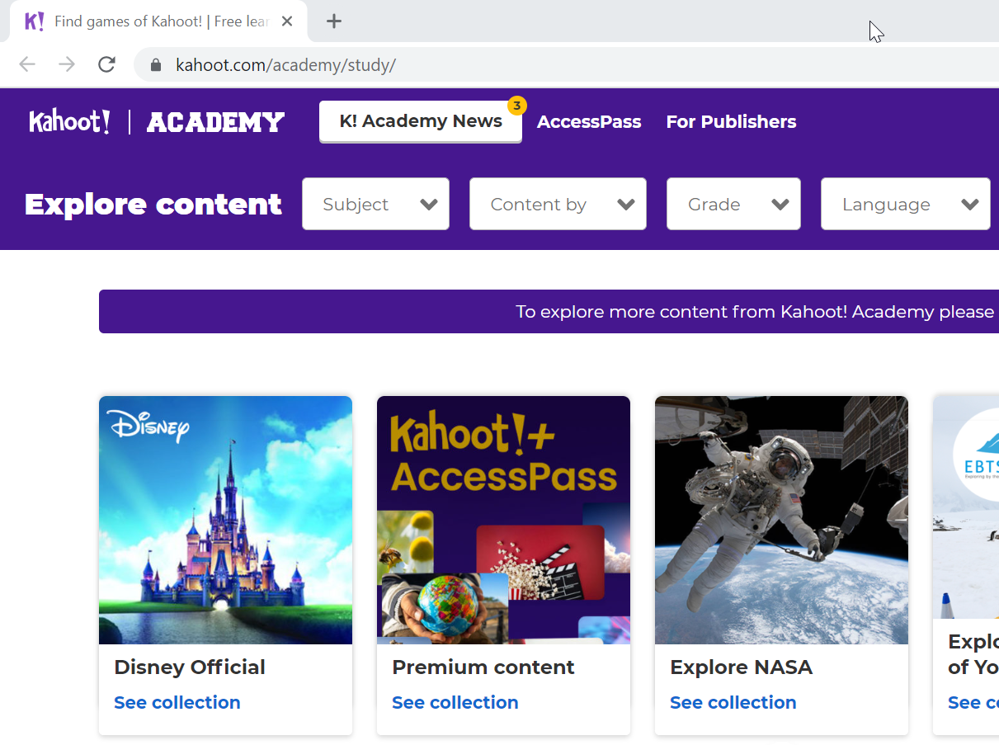 Find games of Kahoot! | Free lear
kahoot.com/academy/study/
Kahoot! | ACADEMY
K! Academy News
3
AccessPass
For Publishers
Explore content
Subject
Content by
Grade
Language
To explore more content from Kahoot! Academy please
Disney
Kahoot!+
AccessPass
EBTS
Disney Official
Premium content
Explore NASA
Explo
of Yo
See collection
See collection
See collection
See c